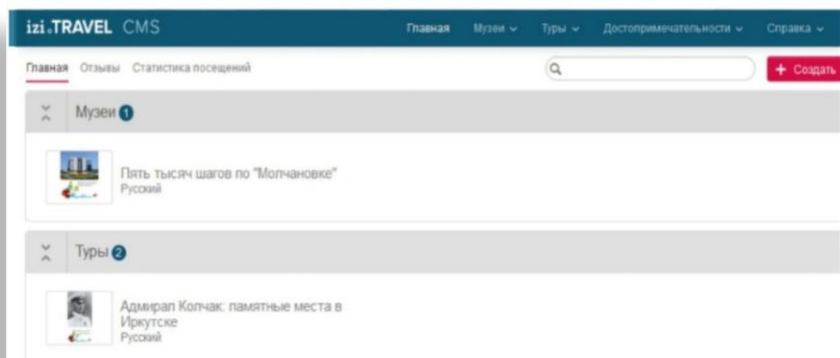 izi.TRAVEL CMS Главная Музеи Туры Достопримечательности Справка
Главная Отзывы Статистика посещений + Создать
Музеи 1
Пять тысяч шагов по "Молчановке"
Русский
Туры 2
Адмирал Колчак: памятные места в
Иркутске
Русский